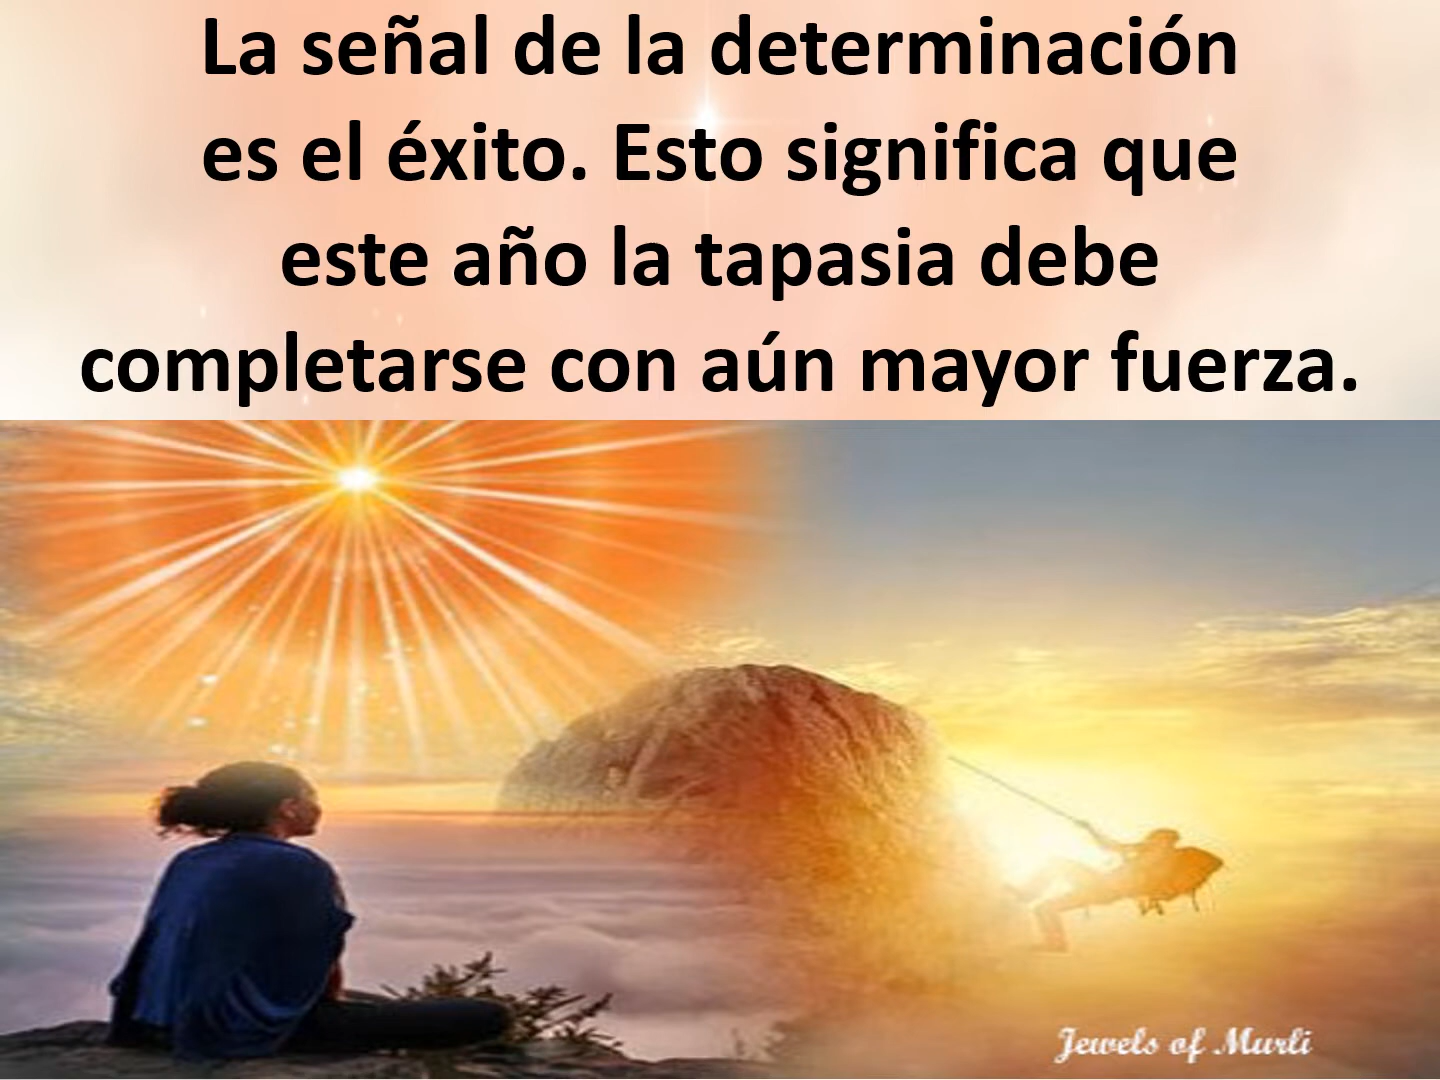 La señal de la determinación
es el éxito. Esto significa que
este año la tapasia debe
completarse con aún mayor fuerza.
Jewels of Murli